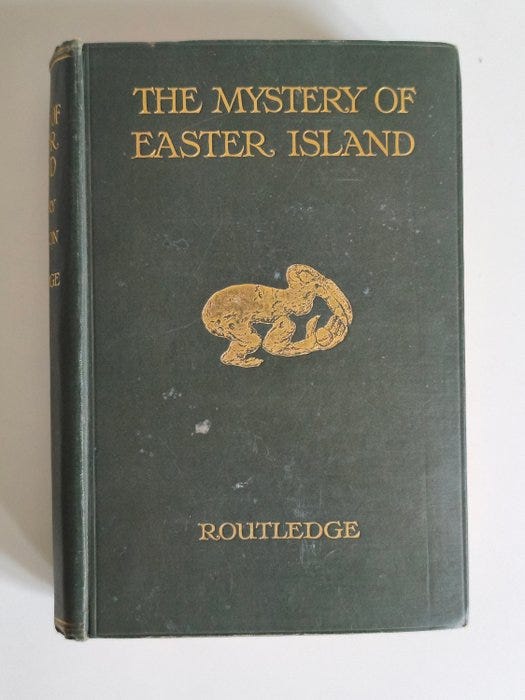 THE MYSTERY OF
EASTER ISLAND
ROUTLEDGE